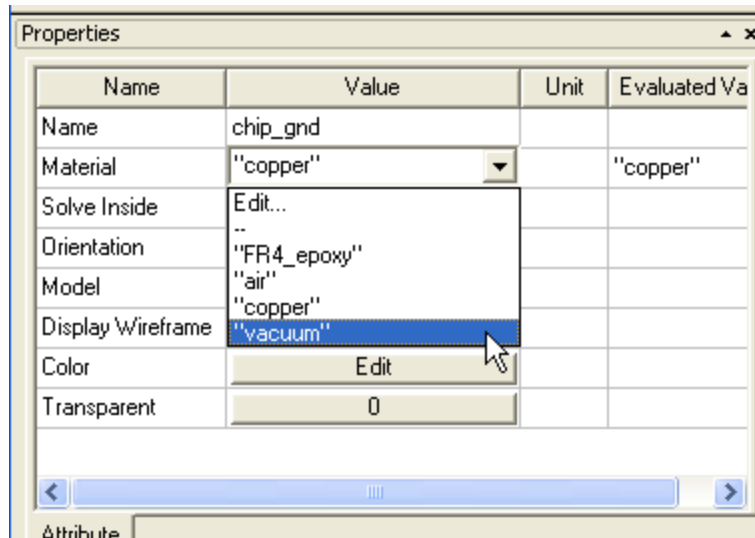 Properties
Name Value Unit Evaluated Va
Name chip_gnd
Material "copper" "copper"
Solve Inside Edit...
--
Orientation "FR4_epoxy"
Model "air"
"copper"
Display Wireframe "vacuum"
Color Edit
Transparent 0
Attribute